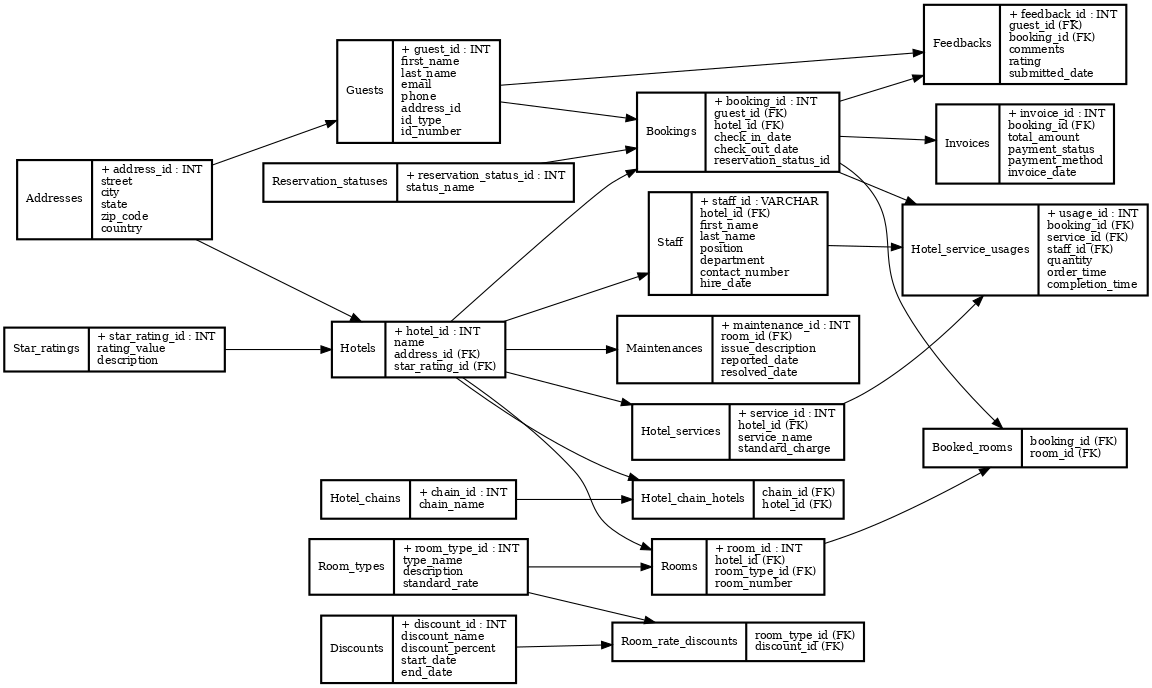 Addresses
+ address_id : INT
street
city
state
zip_code
country
Star_ratings
+ star_rating_id : INT
rating_value
description
Guests
+ guest_id : INT
first_name
last_name
email
phone
address_id
id_type
id_number
Reservation_statuses
+ reservation_status_id : INT
status_name
Hotels
+ hotel_id : INT
name
address_id (FK)
star_rating_id (FK)
Hotel_chains
+ chain_id : INT
chain_name
Room_types
+ room_type_id : INT
type_name
description
standard_rate
Discounts
+ discount_id : INT
discount_name
discount_percent
start_date
end_date
Bookings
+ booking_id : INT
guest_id (FK)
hotel_id (FK)
check_in_date
check_out_date
reservation_status_id
Staff
+ staff_id : VARCHAR
hotel_id (FK)
first_name
last_name
position
department
contact_number
hire_date
Maintenances
+ maintenance_id : INT
room_id (FK)
issue_description
reported_date
resolved_date
Hotel_services
+ service_id : INT
hotel_id (FK)
service_name
standard_charge
Hotel_chain_hotels
chain_id (FK)
hotel_id (FK)
Rooms
+ room_id : INT
hotel_id (FK)
room_type_id (FK)
room_number
Room_rate_discounts
room_type_id (FK)
discount_id (FK)
Feedbacks
+ feedback_id : INT
guest_id (FK)
booking_id (FK)
comments
rating
submitted_date
Invoices
+ invoice_id : INT
booking_id (FK)
total_amount
payment_status
payment_method
invoice_date
Hotel_service_usages
+ usage_id : INT
booking_id (FK)
service_id (FK)
staff_id (FK)
quantity
order_time
completion_time
Booked_rooms
booking_id (FK)
room_id (FK)